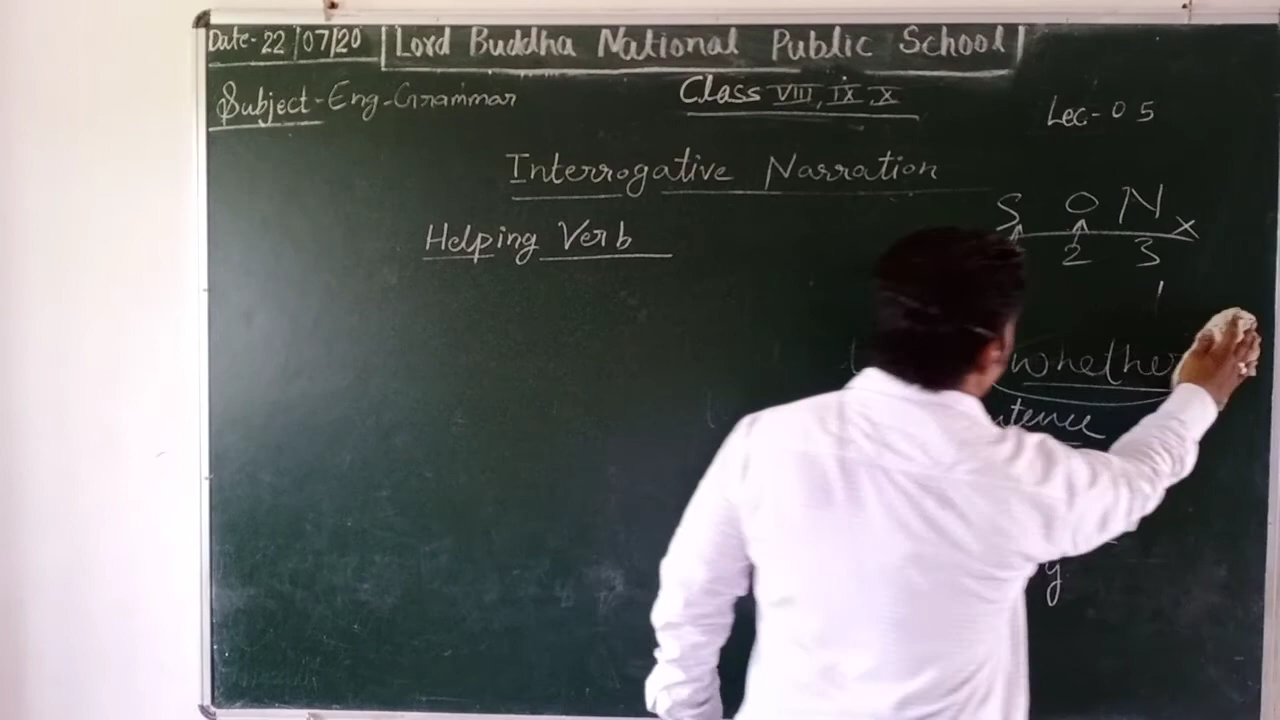 Date-22/07/20 Lord Buddha National Public School
Subject-Eng-Grammar Class VIII, IX, X Lec-05
Interrogative Narration
S O N
Helping Verb
2 3
whether